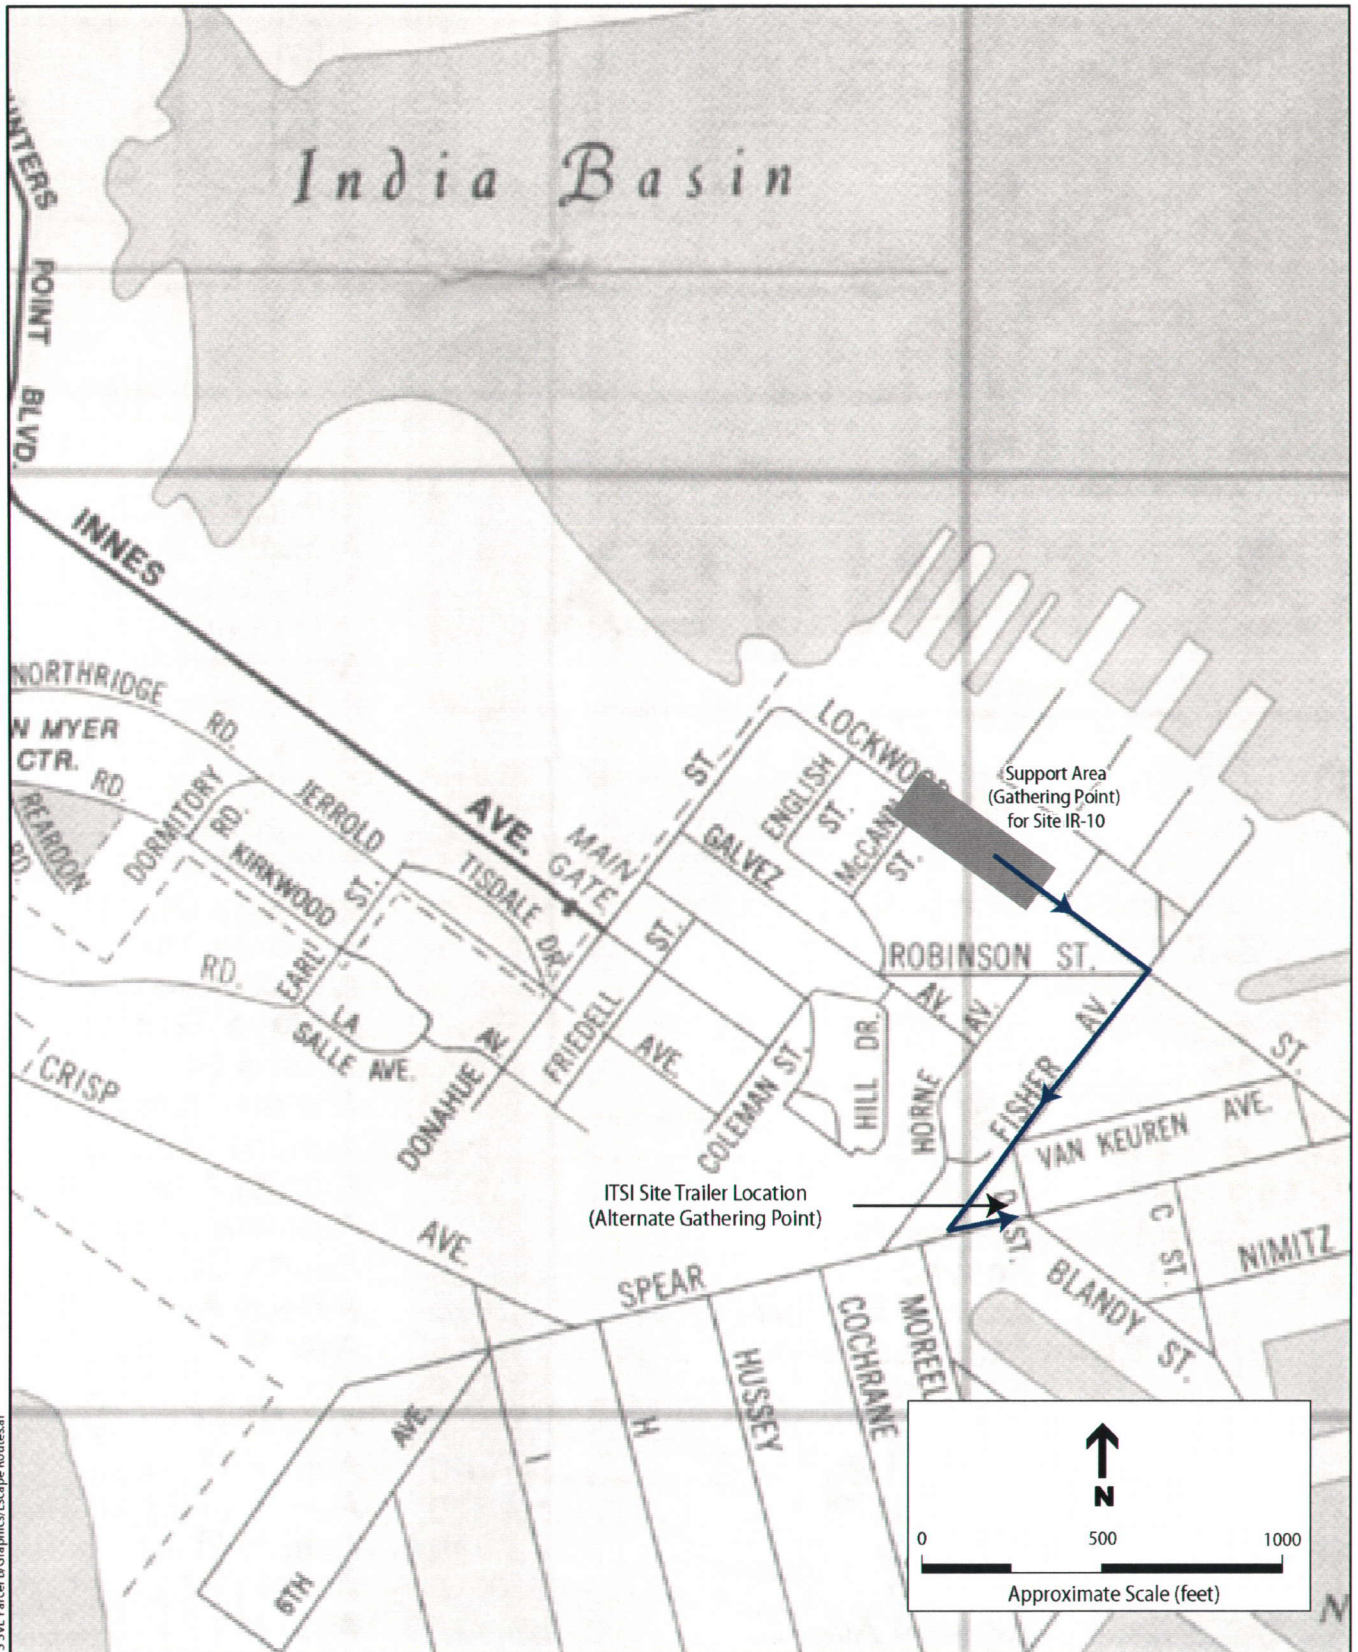 India Basin
UNTERS
POINT
BLVD.
INNES
AVE.
NORTHRIDGE
RD.
N MYER
CTR.
RD.
REARDON
RD.
DORMITORY
RD.
JERROLD
KIRKWOOD
ST.
EARL
RD.
LA
SALLE AVE.
TISDALE
DR.
MAIN
GATE
ST.
LOCKWOOD
ENGLISH
ST.
McCANN
ST.
GALVEZ
Support Area
(Gathering Point)
for Site IR-10
ROBINSON ST.
AV.
AV.
AV.
FISHER
ST.
FRIEDELL
AVE.
AV.
DONAHUE
COLEMAN ST.
HILL DR.
HORNE
ST.
VAN KEUREN AVE.
CRISP
AVE.
ITSI Site Trailer Location
(Alternate Gathering Point)
ST.
BLANDY
ST.
C
ST.
NIMITZ
SPEAR
MOREELL
COCHRANE
HUSSEY
H
I
AVE.
6TH
N
0 500 1000
Approximate Scale (feet)
N